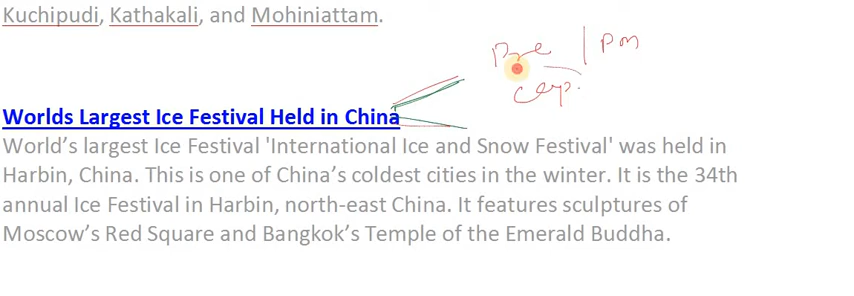 Kuchipudi, Kathakali, and Mohiniattam.
Pre | PM
Cap.
Worlds Largest Ice Festival Held in China
World’s largest Ice Festival 'International Ice and Snow Festival' was held in
Harbin, China. This is one of China’s coldest cities in the winter. It is the 34th
annual Ice Festival in Harbin, north-east China. It features sculptures of
Moscow’s Red Square and Bangkok’s Temple of the Emerald Buddha.